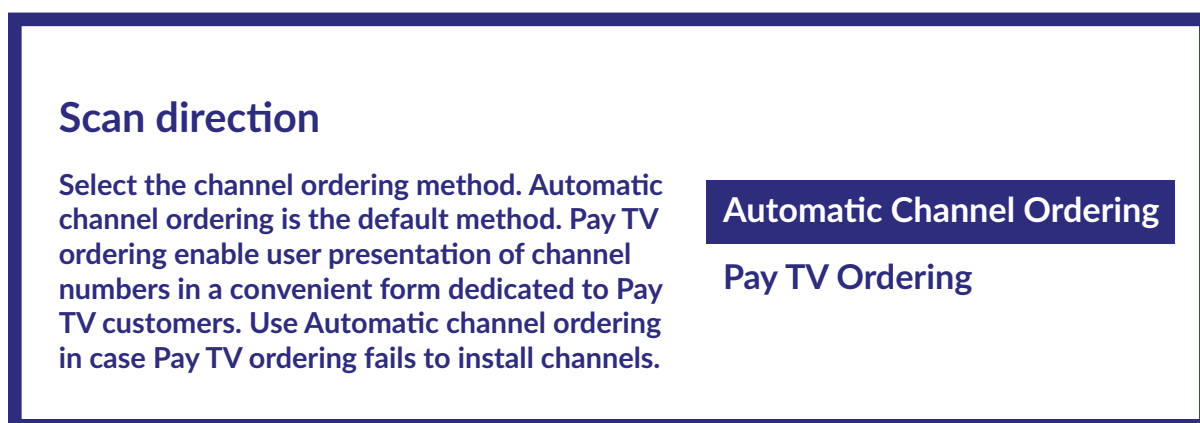 Scan direction
Select the channel ordering method. Automatic
channel ordering is the default method. Pay TV
ordering enable user presentation of channel
numbers in a convenient form dedicated to Pay
TV customers. Use Automatic channel ordering
in case Pay TV ordering fails to install channels.
Automatic Channel Ordering
Pay TV Ordering